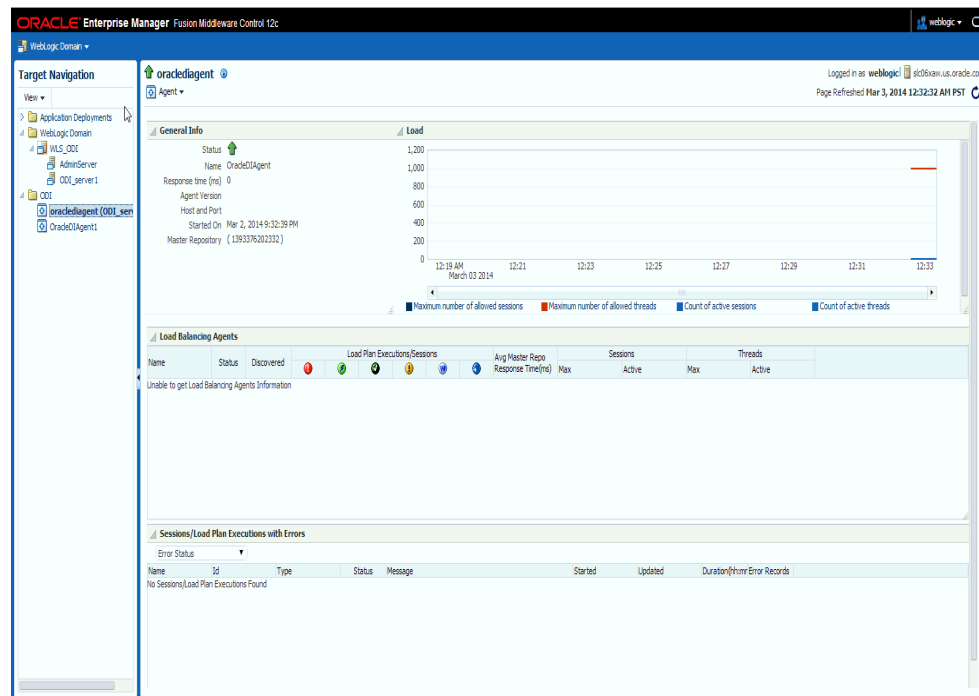 ORACLE Enterprise Manager Fusion Middleware Control 12c
weblogic
WebLogic Domain
Target Navigation
View
Application Deployments
WebLogic Domain
WLS_ODI
AdminServer
ODI_server1
ODI
oraclediagent (ODI_serv
OracleDIAgent1
oraclediagent
Logged in as weblogic slc06xaw.us.oracle.co
Agent
Page Refreshed Mar 3, 2014 12:32:32 AM PST
General Info
Status
Name OracleDIAgent
Response time (ms) 0
Agent Version
Host and Port
Started On Mar 2, 2014 9:32:39 PM
Master Repository (1393376202332)
Load
1,200
1,000
800
600
400
200
0
12:19 AM 12:21 12:23 12:25 12:27 12:29 12:31 12:33
March 03 2014
Maximum number of allowed sessions Maximum number of allowed threads Count of active sessions Count of active threads
Load Balancing Agents
Name Status Discovered Load Plan Executions/Sessions Avg Master Repo Response Time(ms) Sessions Threads
Max Active Max Active
Unable to get Load Balancing Agents Information
Sessions/Load Plan Executions with Errors
Error Status
Name Id Type Status Message Started Updated Duration(hh:mm Error Records
No Sessions/Load Plan Executions Found